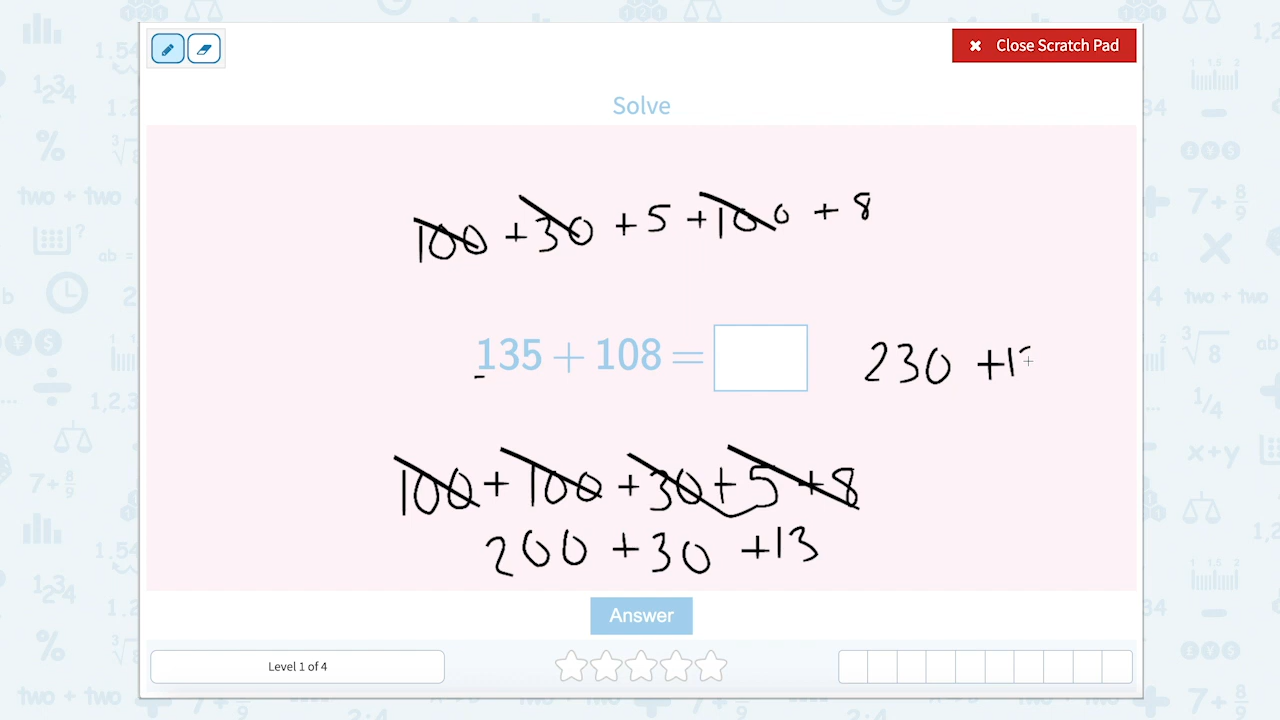 ✖ Close Scratch Pad
Solve
100 + 30 + 5 + 100 + 8
135 + 108 =
230 + 1
100 + 100 + 30 + 5 + 8
200 + 30 + 13
Answer
Level 1 of 4